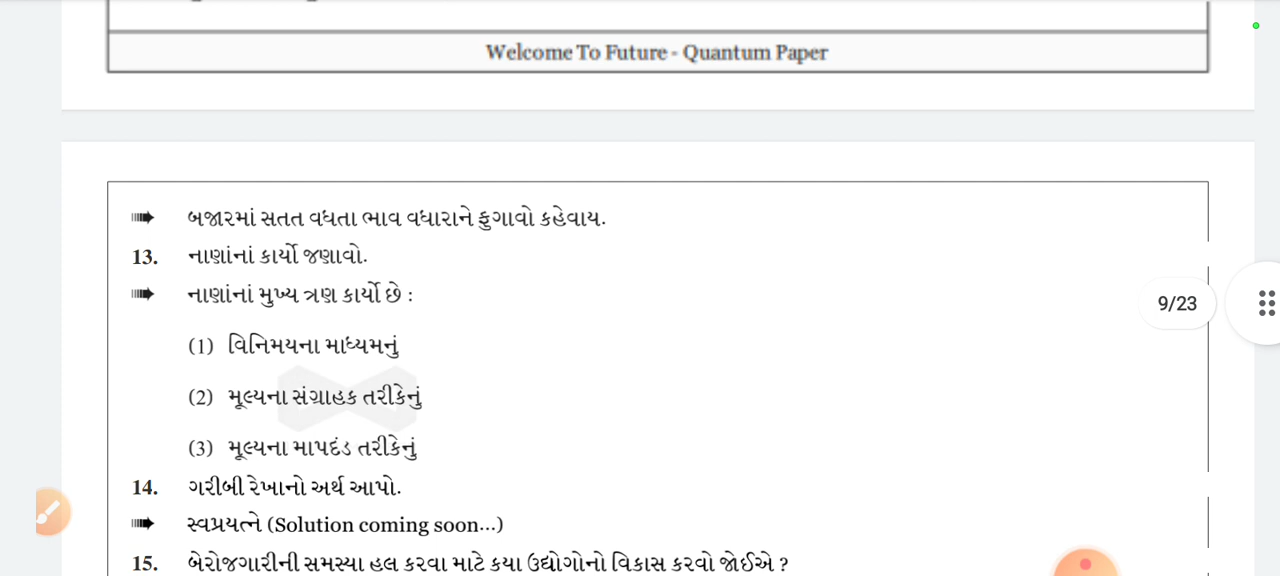 Welcome To Future - Quantum Paper
બજારમાં સતત વધતા ભાવ વધારાને ફુગાવો કહેવાય.
13. નાણાંનાં કાર્યો જણાવો.
નાણાંનાં મુખ્ય ત્રણ કાર્યો છે :
9/23
(1) વિનિમયના માધ્યમનું
(2) મૂલ્યના સંગ્રાહક તરીકેનું
(3) મૂલ્યના માપદંડ તરીકેનું
14. ગરીબી રેખાનો અર્થ આપો.
સ્વપ્રયત્ને (Solution coming soon...)
15. બેરોજગારીની સમસ્યા હલ કરવા માટે કયા ઉદ્યોગોનો વિકાસ કરવો જોઈએ ?